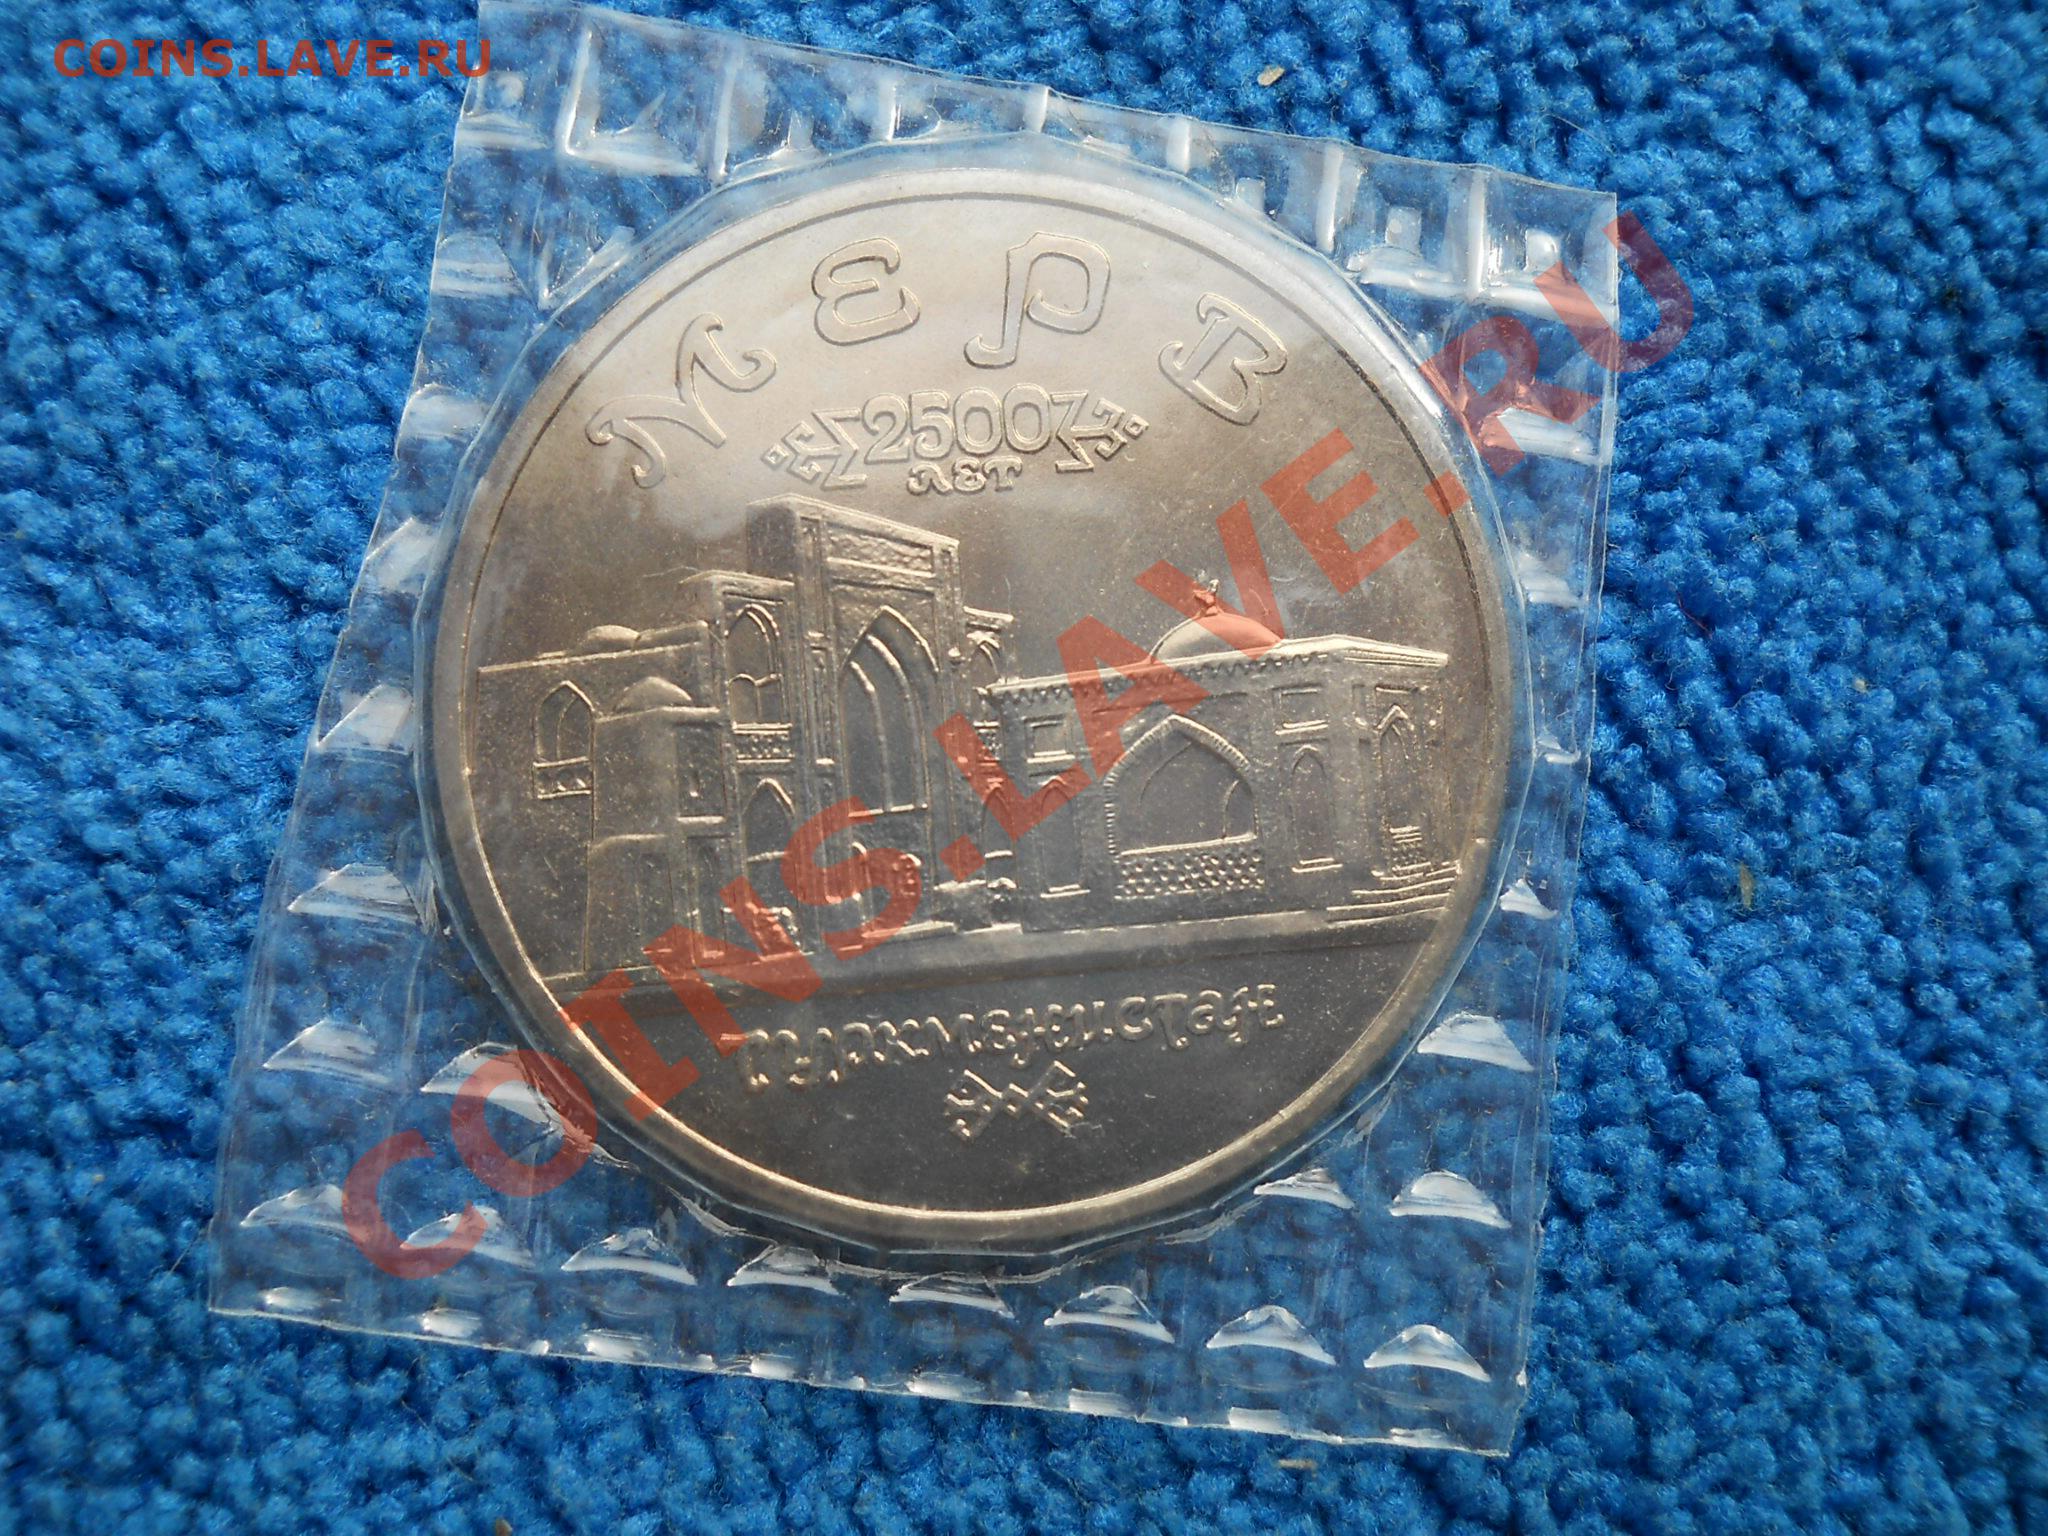 COINS.LAVE.RU
МЕРВ
2500
ЛЕТ
ТУРКМЕНИСТАН
COINS.LAVE.RU